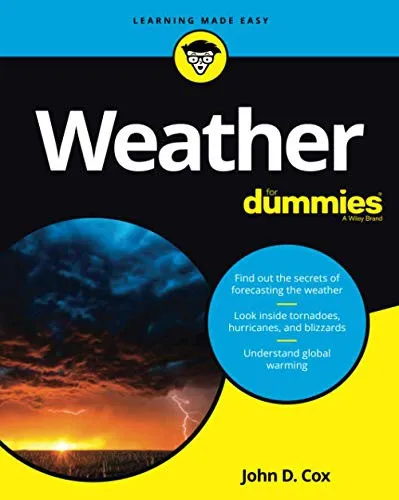 LEARNING MADE EASY
Weather
for
dummies®
A Wiley Brand
Find out the secrets of
forecasting the weather
Look inside tornadoes,
hurricanes, and blizzards
Understand global
warming
John D. Cox